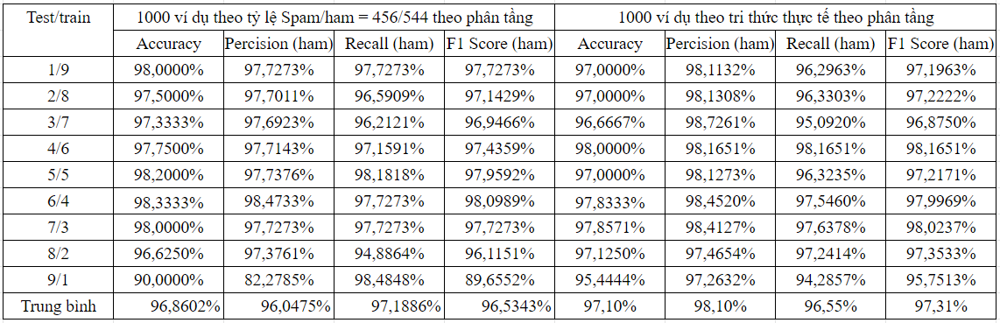 Test/train 1000 ví dụ theo tỷ lệ Spam/ham = 456/544 theo phân tầng 1000 ví dụ theo tri thức thực tế theo phân tầng
Accuracy Percision (ham) Recall (ham) F1 Score (ham) Accuracy Percision (ham) Recall (ham) F1 Score (ham)
1/9 98,0000% 97,7273% 97,7273% 97,7273% 97,0000% 98,1132% 96,2963% 97,1963%
2/8 97,5000% 97,7011% 96,5909% 97,1429% 97,0000% 98,1308% 96,3303% 97,2222%
3/7 97,3333% 97,6923% 96,2121% 96,9466% 96,6667% 98,7261% 95,0920% 96,8750%
4/6 97,7500% 97,7143% 97,1591% 97,4359% 98,0000% 98,1651% 98,1651% 98,1651%
5/5 98,2000% 97,7376% 98,1818% 97,9592% 97,0000% 98,1273% 96,3235% 97,2171%
6/4 98,3333% 98,4733% 97,7273% 98,0989% 97,8333% 98,4520% 97,5460% 97,9969%
7/3 98,0000% 97,7273% 97,7273% 97,7273% 97,8571% 98,4127% 97,6378% 98,0237%
8/2 96,6250% 97,3761% 94,8864% 96,1151% 97,1250% 97,4654% 97,2414% 97,3533%
9/1 90,0000% 82,2785% 98,4848% 89,6552% 95,4444% 97,2632% 94,2857% 95,7513%
Trung bình 96,8602% 96,0475% 97,1886% 96,5343% 97,10% 98,10% 96,55% 97,31%